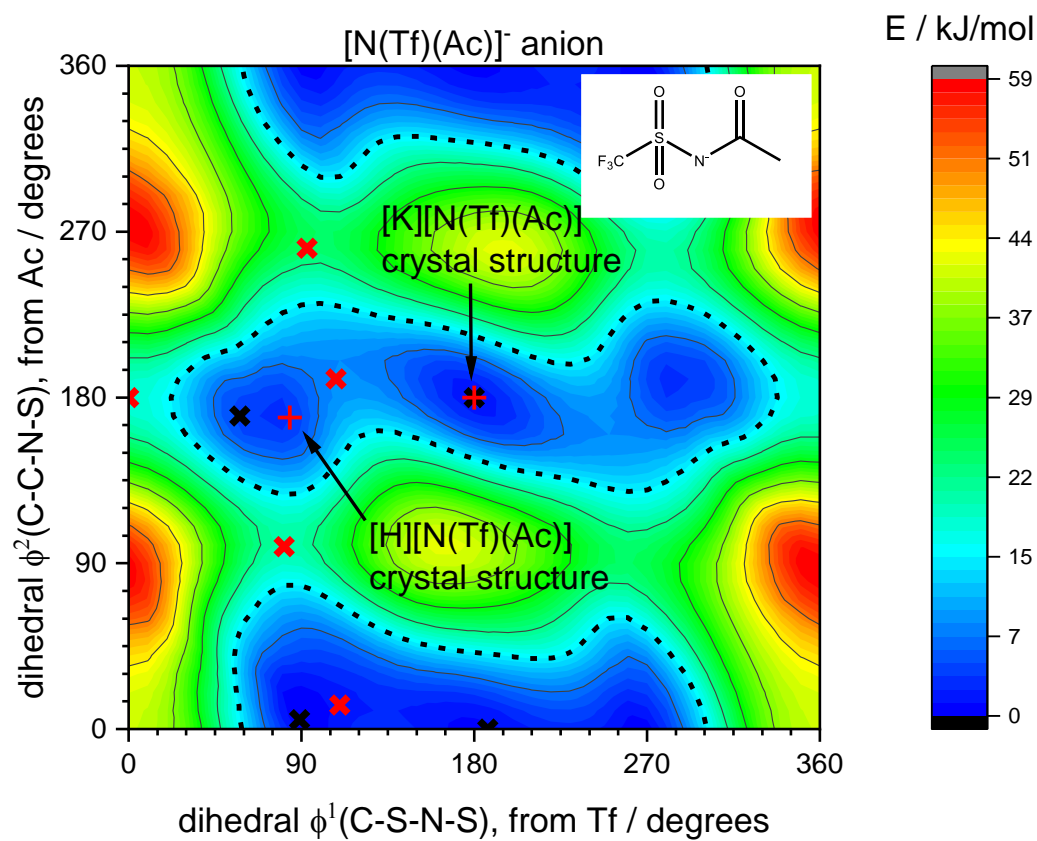 [N(Tf)(Ac)]- anion
E / kJ/mol
360
270
180
90
0
dihedral ϕ²(C-C-N-S), from Ac / degrees
O
O
S
F₃C
N-
O
[K][N(Tf)(Ac)]
crystal structure
[H][N(Tf)(Ac)]
crystal structure
0
90
180
270
360
dihedral ϕ¹(C-S-N-S), from Tf / degrees
59
51
44
37
29
22
15
7
0